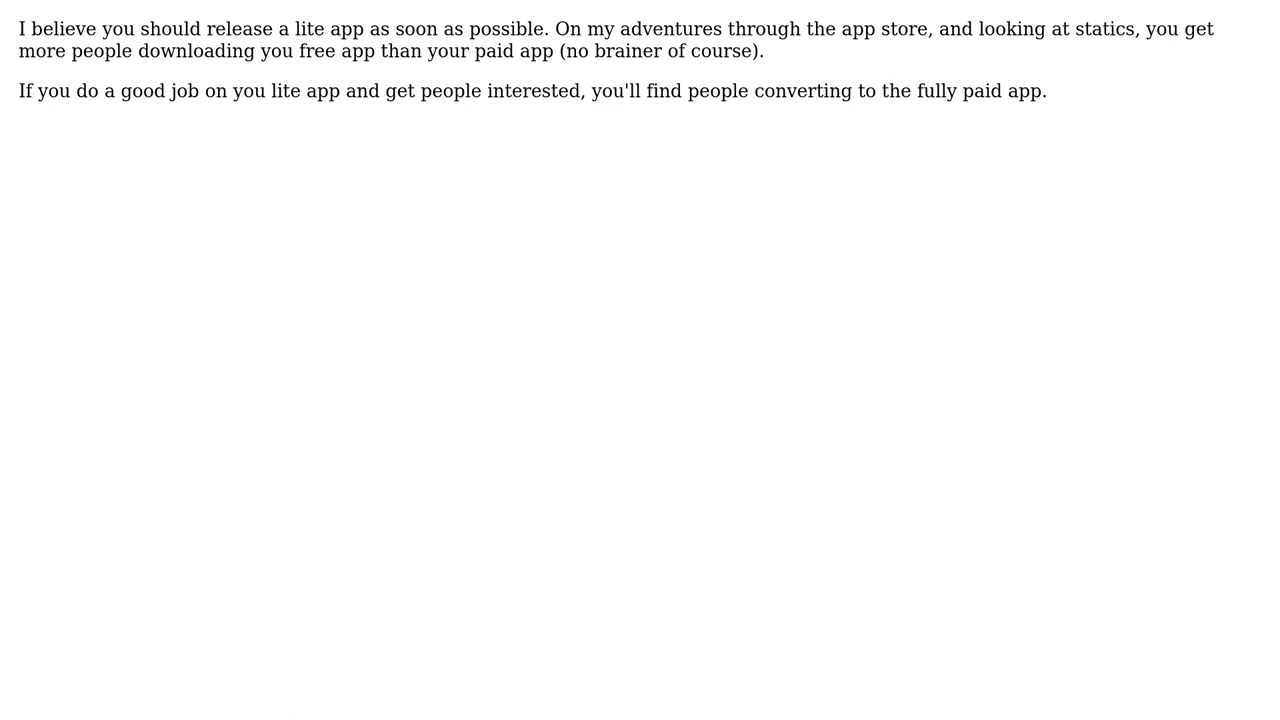 I believe you should release a lite app as soon as possible. On my adventures through the app store, and looking at statics, you get
more people downloading you free app than your paid app (no brainer of course).
If you do a good job on you lite app and get people interested, you'll find people converting to the fully paid app.